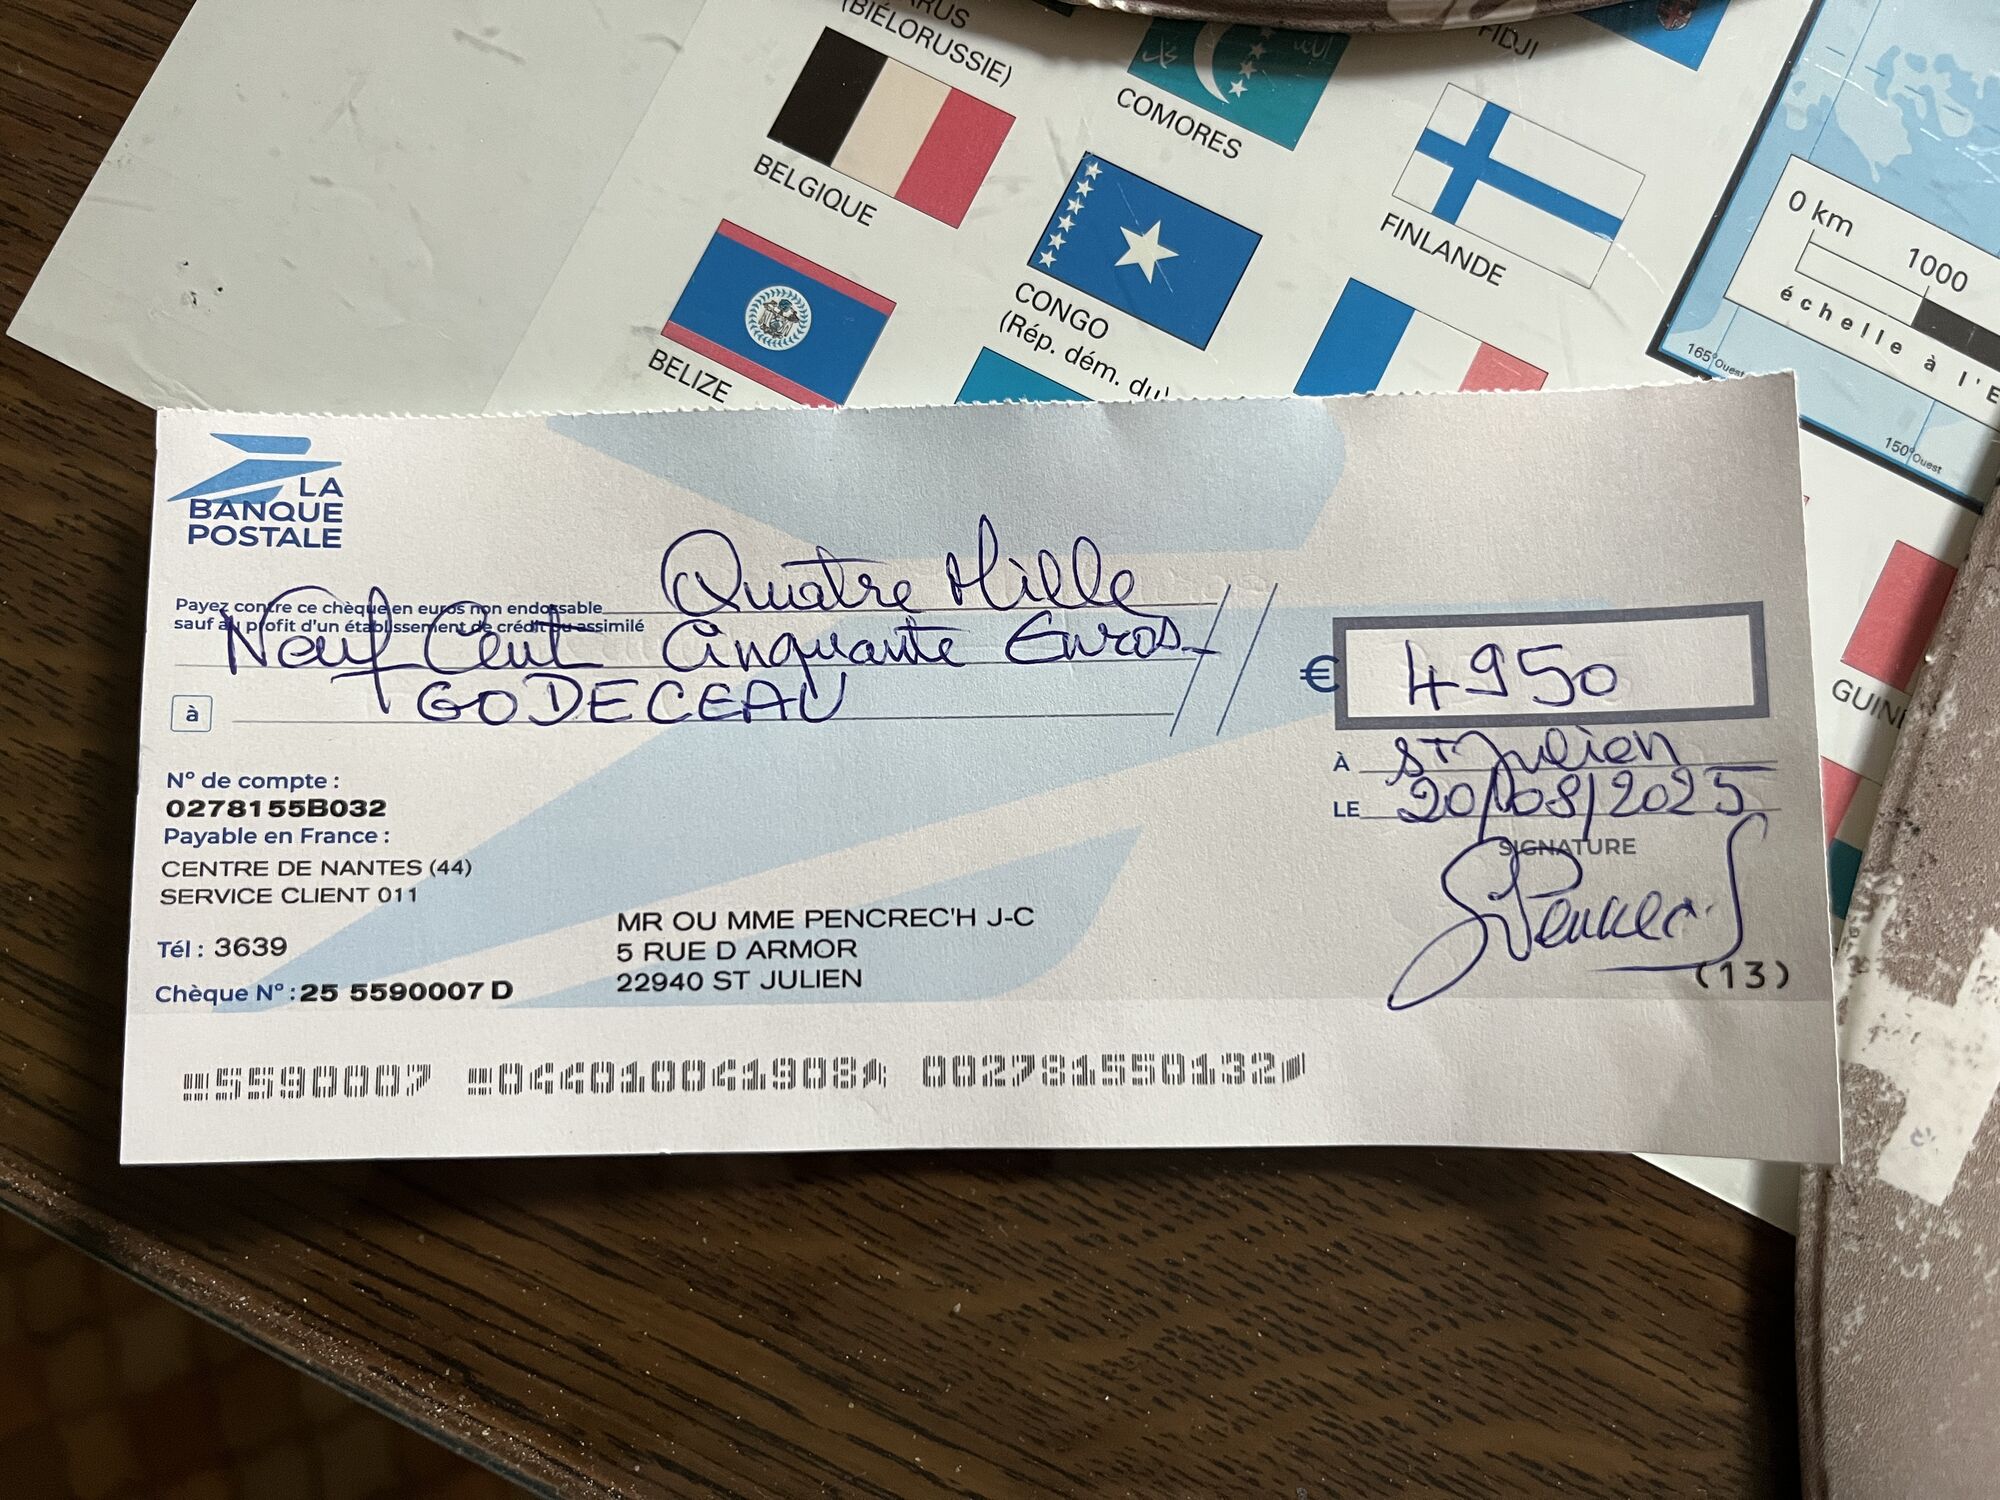 (BIÉLORUSSIE)
BELGIQUE
BELIZE
COMORES
CONGO
(Rép. dém. du)
FIDJI
FINLANDE
0 km 1000
échelle à l'E
165° Ouest
150° Ouest
GUIN
LA
BANQUE
POSTALE
Quatre Mille
Payez contre ce chèque en euros non endossable
sauf au profit d'un établissement de crédit ou assimilé
Neuf Cent Cinquante Euros
€ 4950
à GODECEAU
À St Julien
LE 20/08/2025
SIGNATURE
N° de compte :
0278155B032
Payable en France :
CENTRE DE NANTES (44)
SERVICE CLIENT 011
Tél : 3639
Chèque N° : 25 5590007 D
MR OU MME PENCREC'H J-C
5 RUE D ARMOR
22940 ST JULIEN
(13)
5590007 044010041908 002781550132